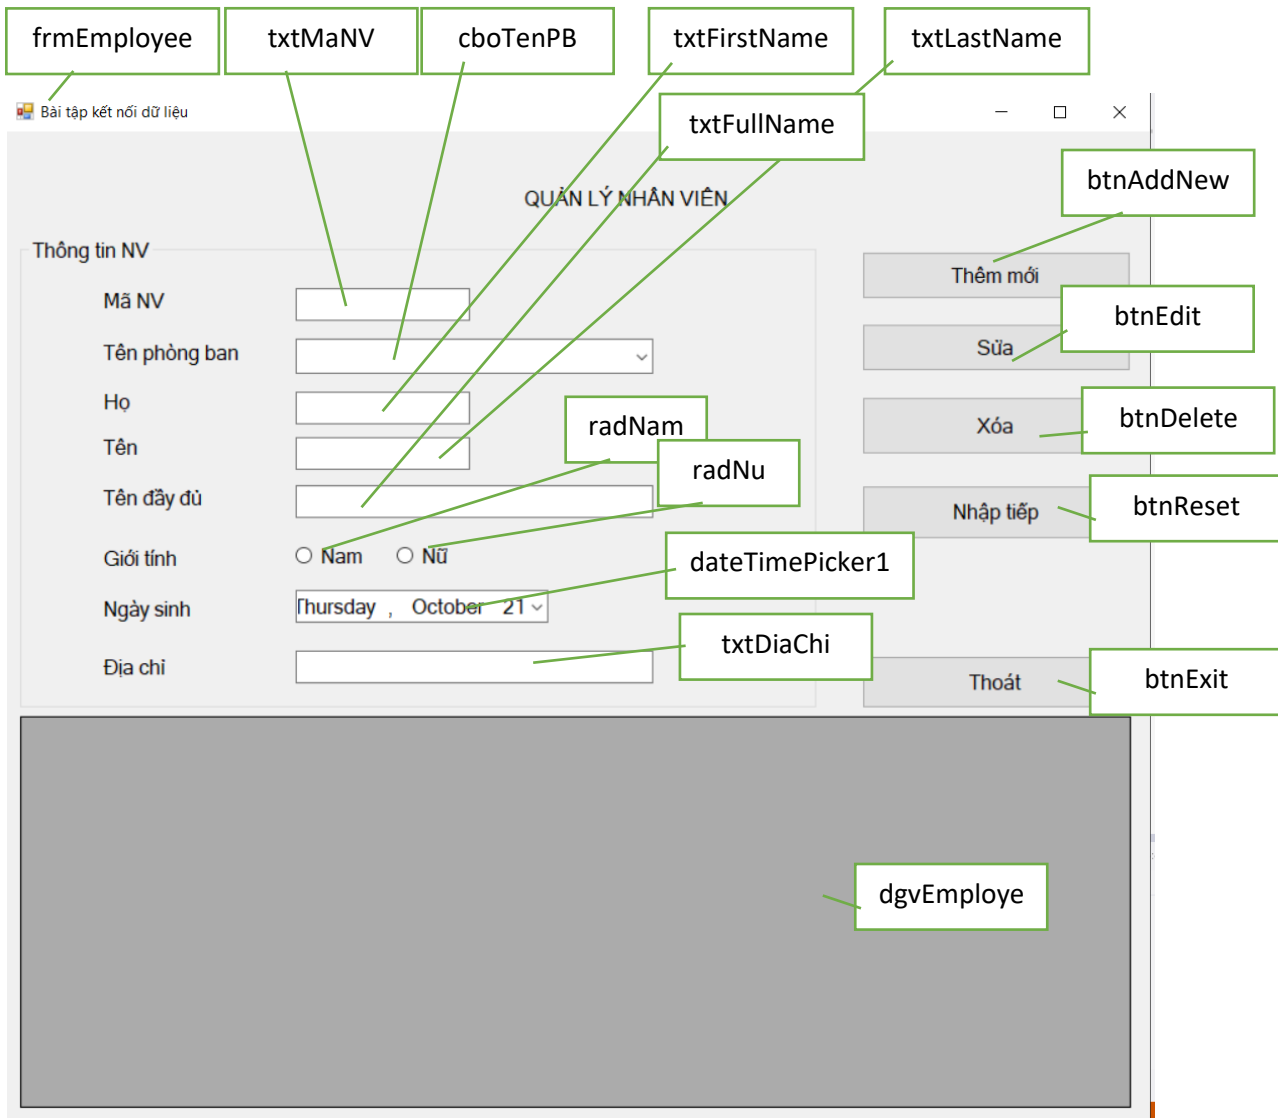 frmEmployee
txtMaNV
cboTenPB
txtFirstName
txtLastName
Bài tập kết nối dữ liệu
txtFullName
btnAddNew
QUẢN LÝ NHÂN VIÊN
Thông tin NV
Thêm mới
Mã NV
btnEdit
Tên phòng ban
Sửa
Họ
radNam
Xóa
btnDelete
Tên
radNu
Tên đầy đủ
Nhập tiếp
btnReset
Giới tính
Nam
Nữ
dateTimePicker1
Ngày sinh
Thursday , October 21
txtDiaChi
Địa chỉ
Thoát
btnExit
dgvEmploye